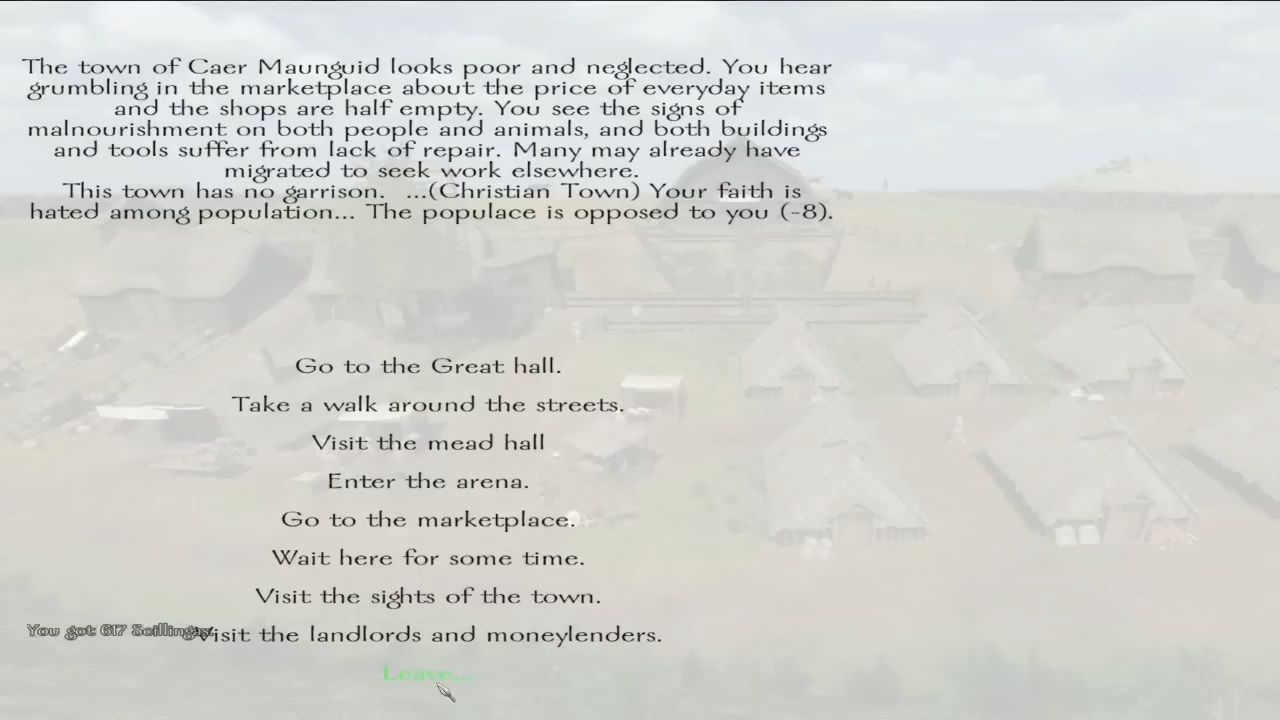 The town of Caer Maunguid looks poor and neglected. You hear
grumbling in the marketplace about the price of everyday items
and the shops are half empty. You see the signs of
malnourishment on both people and animals, and both buildings
and tools suffer from lack of repair. Many may already have
migrated to seek work elsewhere.
This town has no garrison. ...(Christian Town) Your faith is
hated among population... The populace is opposed to you (-8).
Go to the Great hall.
Take a walk around the streets.
Visit the mead hall
Enter the arena.
Go to the marketplace.
Wait here for some time.
Visit the sights of the town.
You got 617 Scillingas.
Visit the landlords and moneylenders.
Leave...